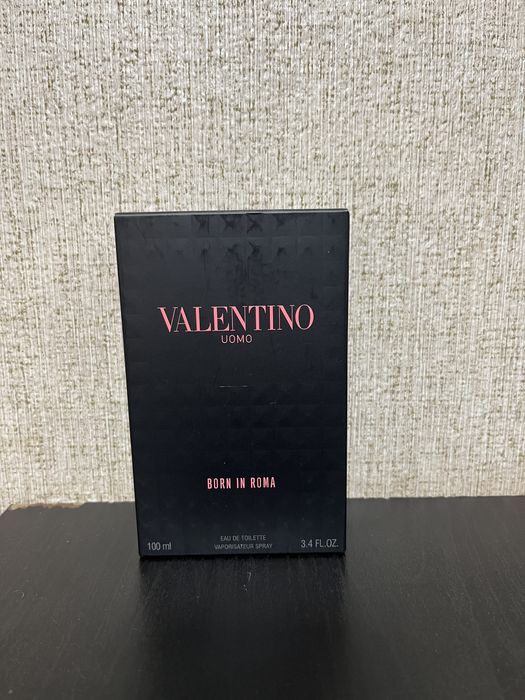 VALENTINO
UOMO
BORN IN ROMA
EAU DE TOILETTE
100 ml VAPORISATEUR SPRAY 3.4 FL.OZ.